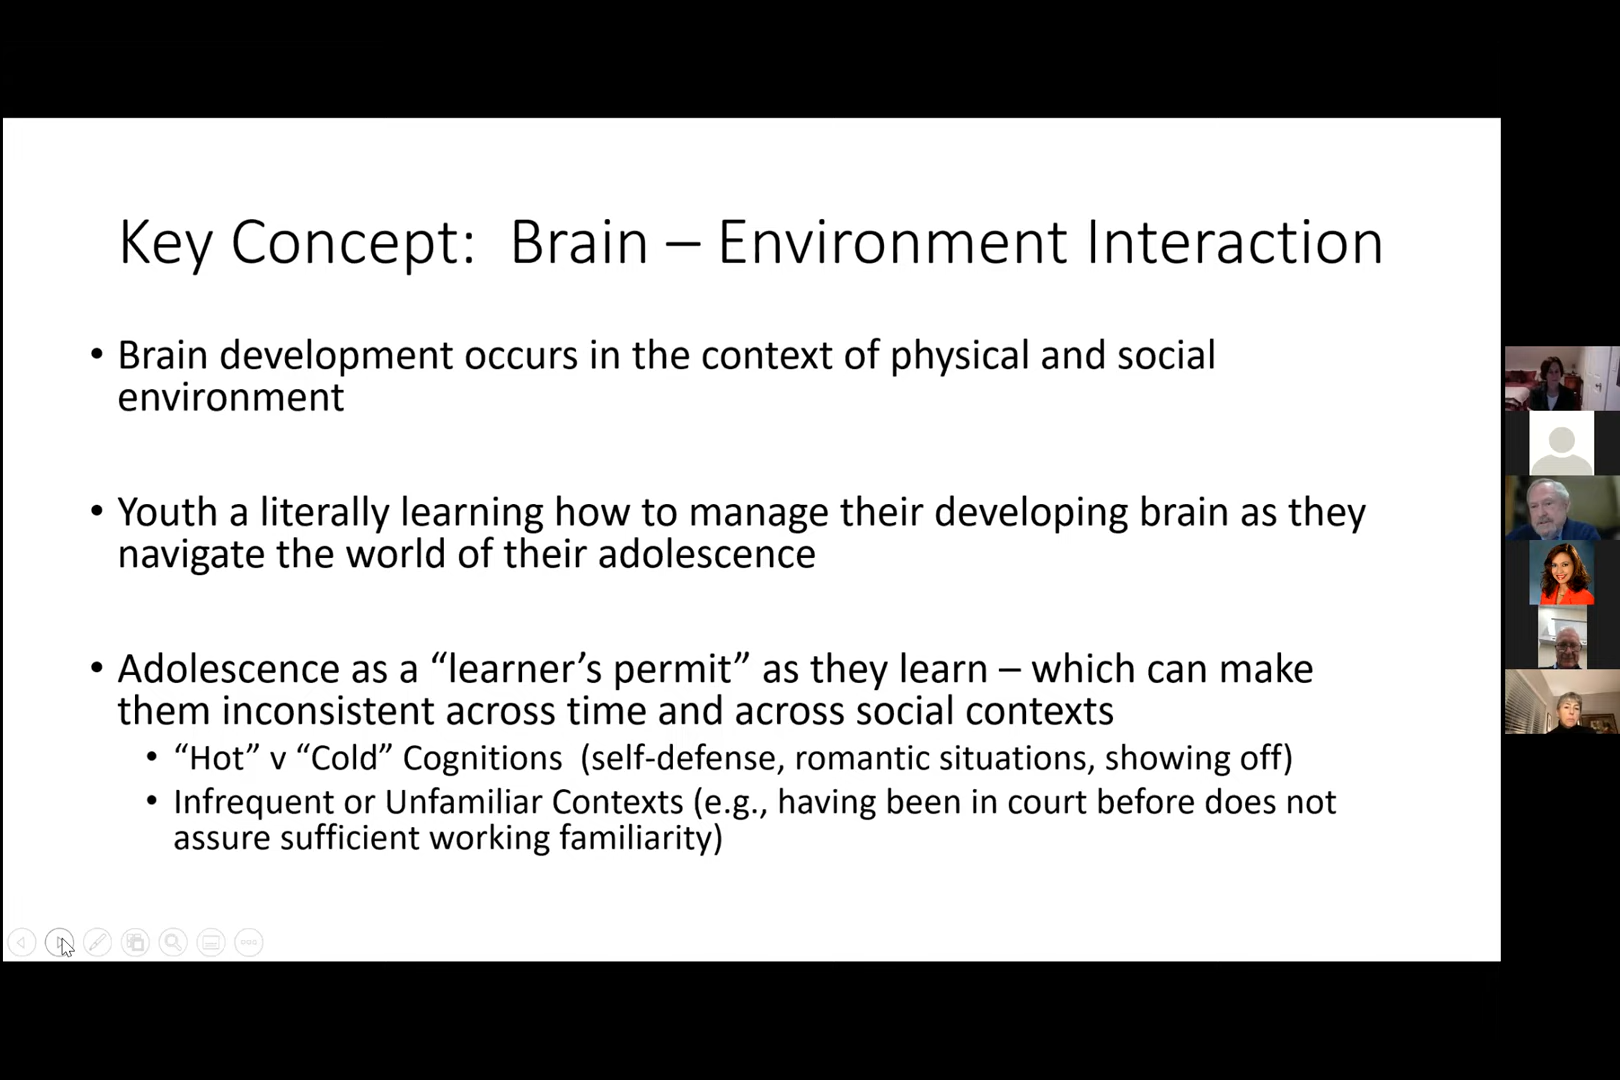 Key Concept:  Brain – Environment Interaction
• Brain development occurs in the context of physical and social
environment
• Youth a literally learning how to manage their developing brain as they
navigate the world of their adolescence
• Adolescence as a “learner’s permit” as they learn – which can make
them inconsistent across time and across social contexts
• “Hot” v “Cold” Cognitions  (self-defense, romantic situations, showing off)
• Infrequent or Unfamiliar Contexts (e.g., having been in court before does not
assure sufficient working familiarity)